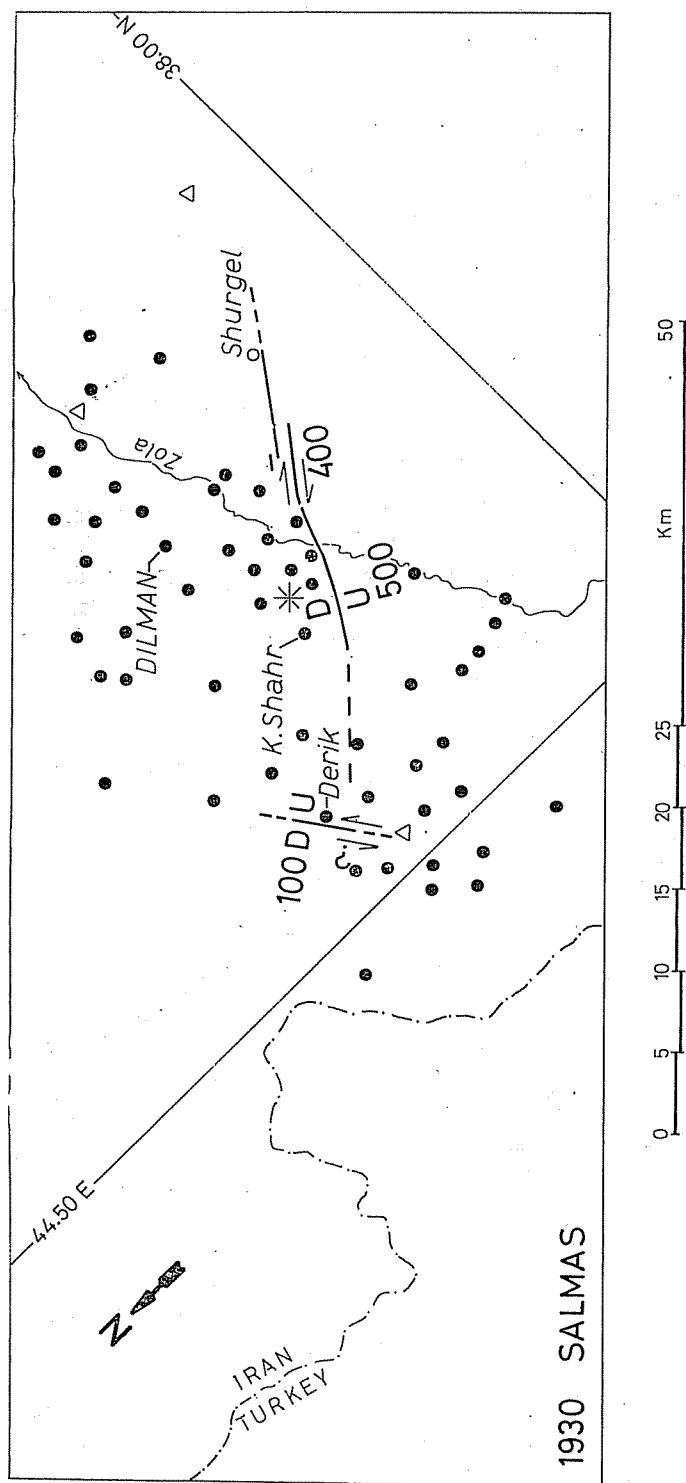 38.00 N
Shurgel
Zola
400
DILMAN
D
U
500
K.Shahr
Derik
100 D U
?
44.50 E
N
IRAN
TURKEY
1930 SALMAS
0 5 10 15 20 25 50
Km